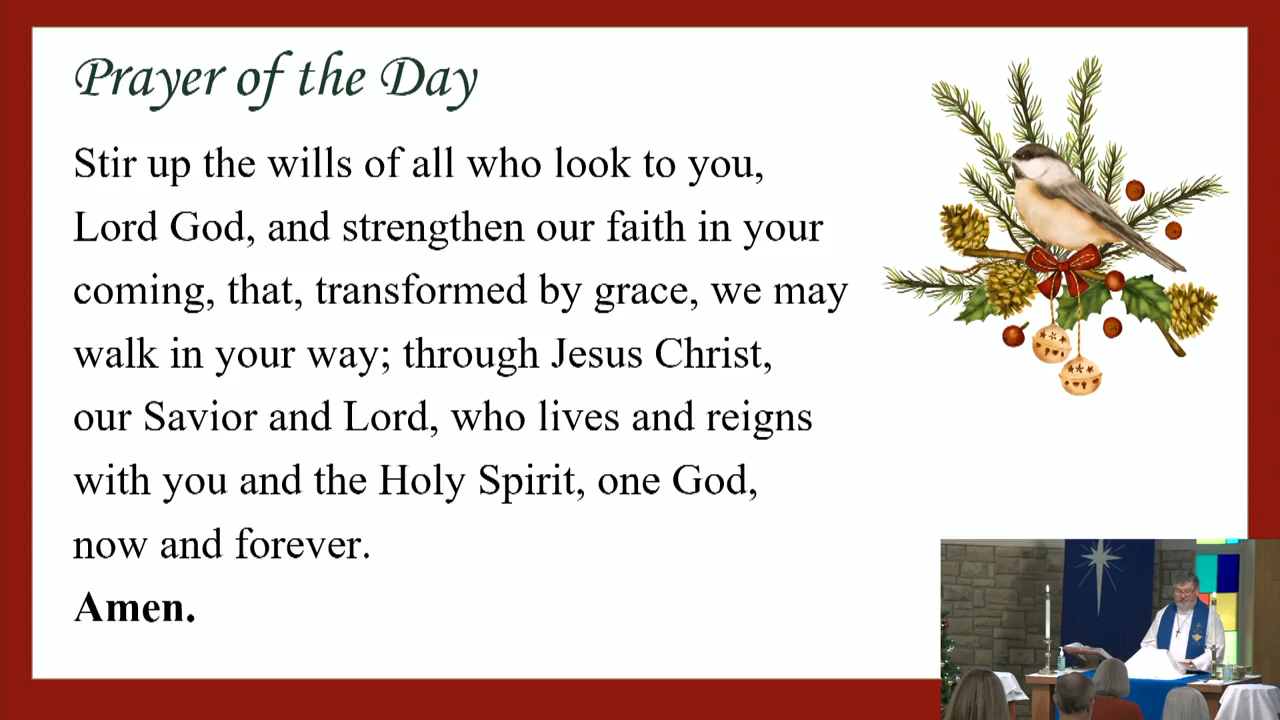 Prayer of the Day
Stir up the wills of all who look to you,
Lord God, and strengthen our faith in your
coming, that, transformed by grace, we may
walk in your way; through Jesus Christ,
our Savior and Lord, who lives and reigns
with you and the Holy Spirit, one God,
now and forever.
Amen.